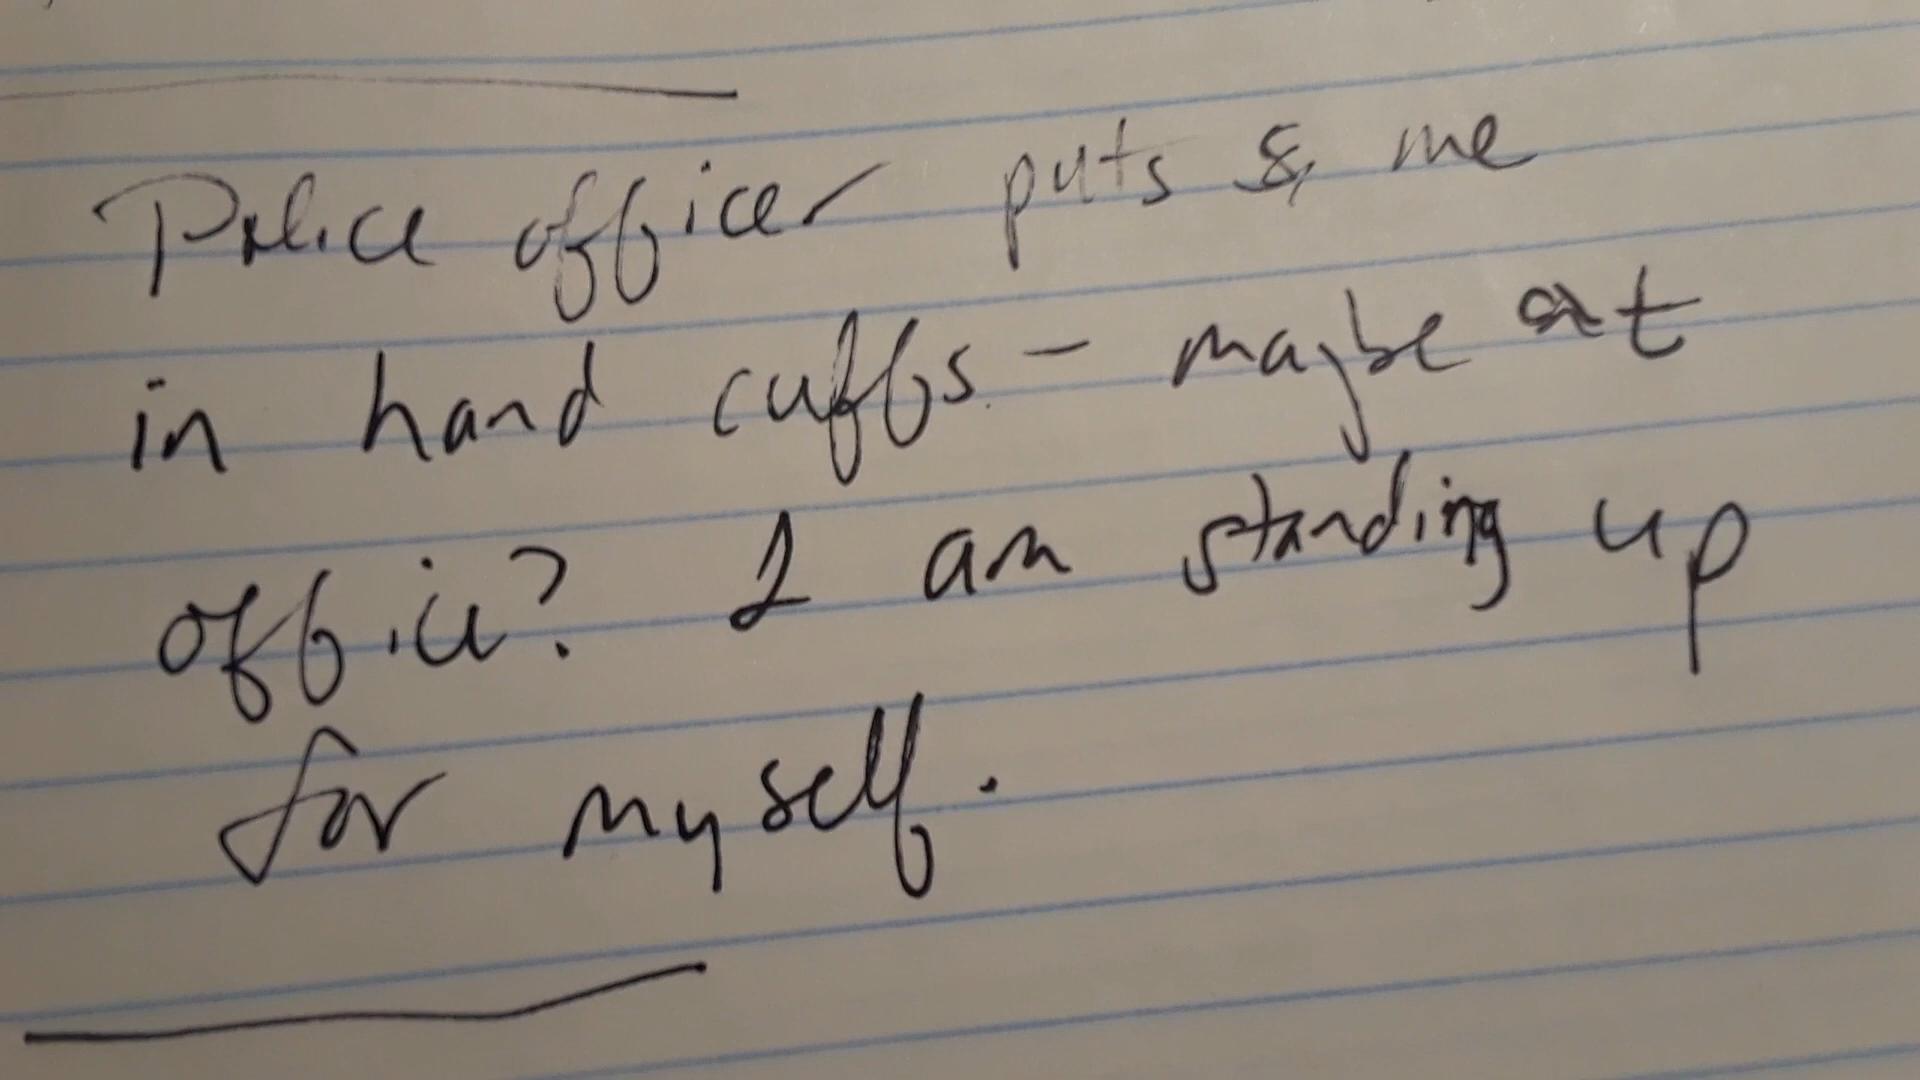 Police officer puts & me
in hand cuffs - maybe at
office? I am standing up
for myself.